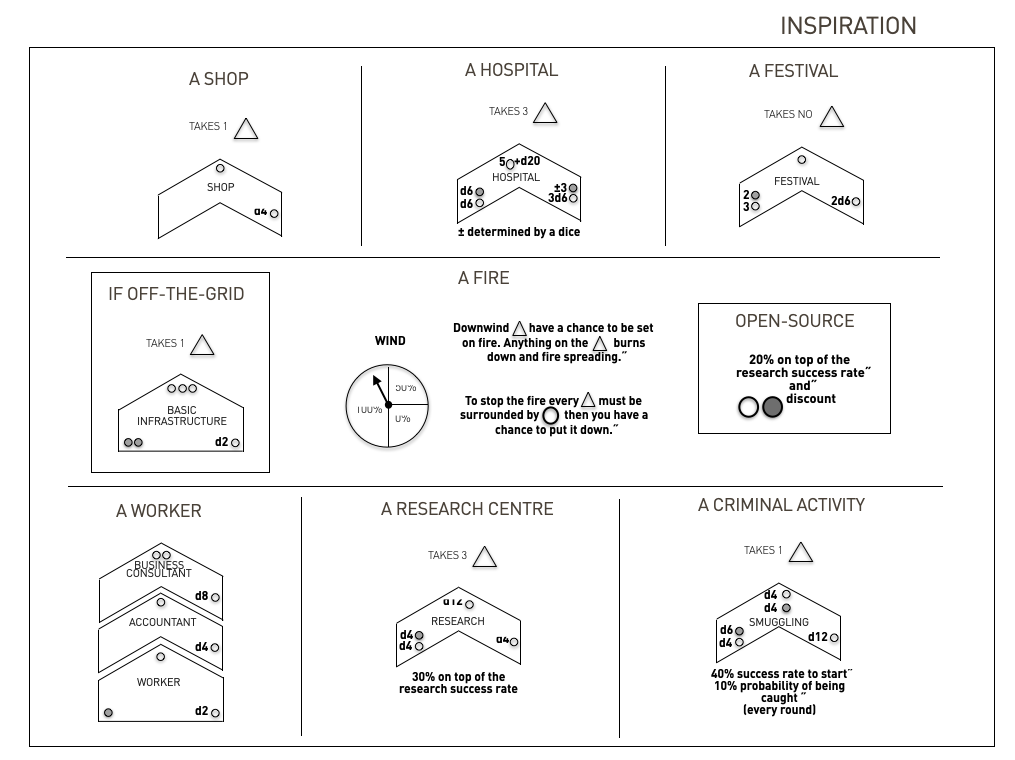 INSPIRATION
A SHOP
TAKES 1
SHOP
A HOSPITAL
TAKES 3
5 +d20
HOSPITAL
d6
d6
±3
3d6
± determined by a dice
A FESTIVAL
TAKES NO
FESTIVAL
2
3
2d6
IF OFF-THE-GRID
TAKES 1
BASIC
INFRASTRUCTURE
d2
A FIRE
WIND
Downwind have a chance to be set
on fire. Anything on the burns
down and fire spreading.˝
To stop the fire every must be
surrounded by then you have a
chance to put it down.˝
OPEN-SOURCE
20% on top of the
research success rate˝
and˝
discount
A WORKER
BUSINESS
CONSULTANT
d8
ACCOUNTANT
d4
WORKER
d2
A RESEARCH CENTRE
TAKES 3
RESEARCH
d4
d4
30% on top of the
research success rate
A CRIMINAL ACTIVITY
TAKES 1
d4
d4
SMUGGLING
d6
d4
d12
40% success rate to start˝
10% probability of being
caught ˝
(every round)